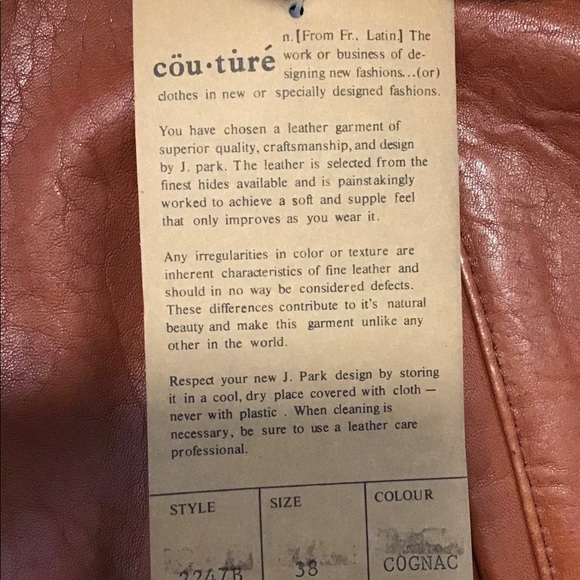 n. [From Fr., Latin.] The
cöu·túré work or business of de-
signing new fashions...(or)
clothes in new or specially designed fashions.
You have chosen a leather garment of
superior quality, craftsmanship, and design
by J. park. The leather is selected from the
finest hides available and is painstakingly
worked to achieve a soft and supple feel
that only improves as you wear it.
Any irregularities in color or texture are
inherent characteristics of fine leather and
should in no way be considered defects.
These differences contribute to it's natural
beauty and make this garment unlike any
other in the world.
Respect your new J. Park design by storing
it in a cool, dry place covered with cloth —
never with plastic . When cleaning is
necessary, be sure to use a leather care
professional.
STYLE SIZE COLOUR
2247B 38 COGNAC